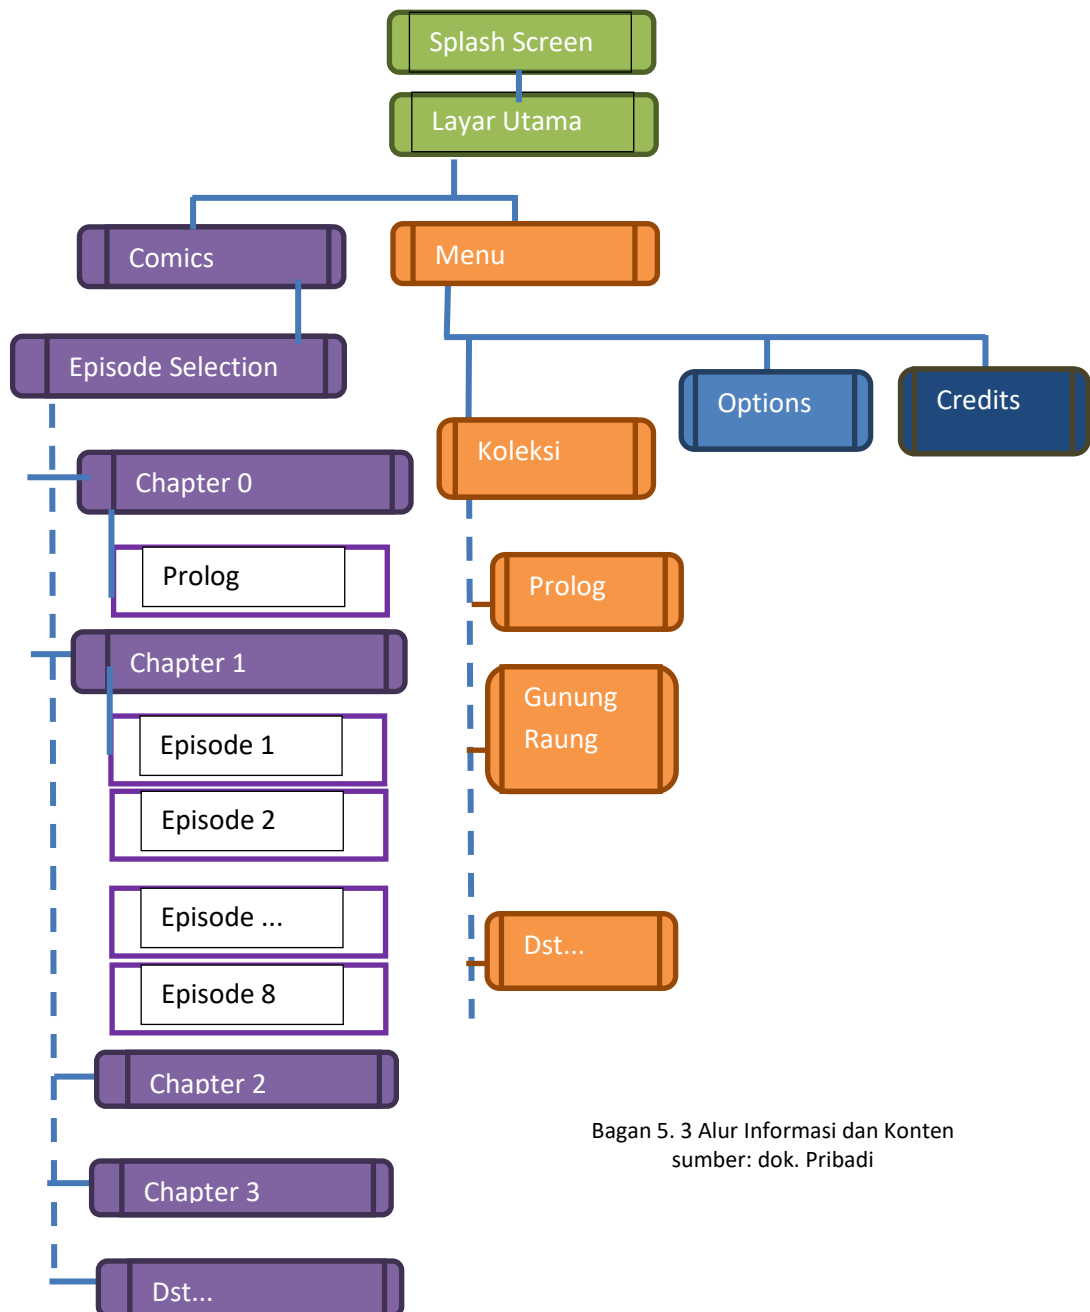 Splash Screen
Layar Utama
Comics
Menu
Episode Selection
Options
Credits
Koleksi
Chapter 0
Prolog
Prolog
Chapter 1
Gunung
Raung
Episode 1
Episode 2
Episode ...
Dst...
Episode 8
Chapter 2
Chapter 3
Dst...
Bagan 5. 3 Alur Informasi dan Konten
sumber: dok. Pribadi